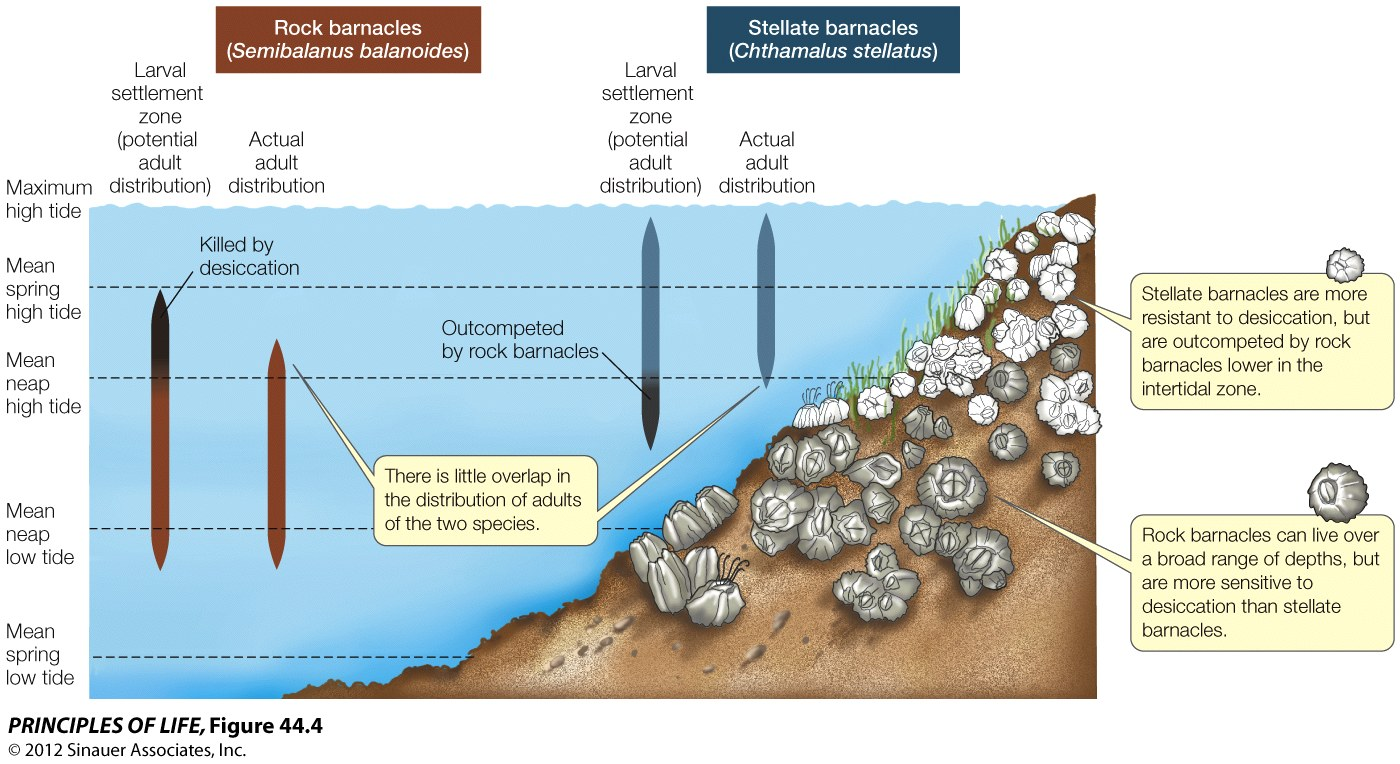 Rock barnacles
(Semibalanus balanoides)
Stellate barnacles
(Chthamalus stellatus)
Larval
settlement
zone
(potential
adult
distribution)
Actual
adult
distribution
Larval
settlement
zone
(potential
adult
distribution)
Actual
adult
distribution
Maximum
high tide
Mean
spring
high tide
Mean
neap
high tide
Mean
neap
low tide
Mean
spring
low tide
Killed by
desiccation
Outcompeted
by rock barnacles
There is little overlap in
the distribution of adults
of the two species.
Stellate barnacles are more
resistant to desiccation, but
are outcompeted by rock
barnacles lower in the
intertidal zone.
Rock barnacles can live over
a broad range of depths, but
are more sensitive to
desiccation than stellate
barnacles.
PRINCIPLES OF LIFE, Figure 44.4
© 2012 Sinauer Associates, Inc.